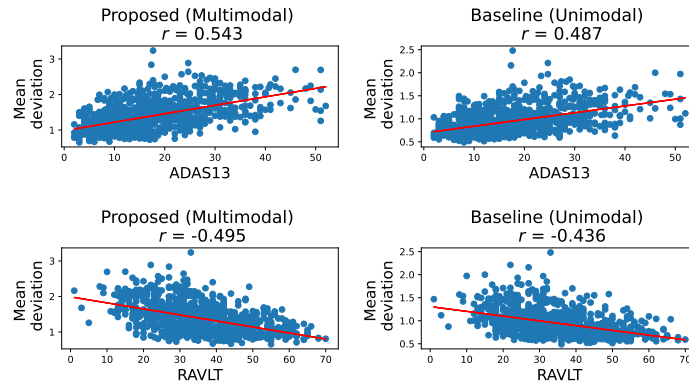 Proposed (Multimodal)
r = 0.543
Mean
deviation
3
2
1
0 10 20 30 40 50
ADAS13
Baseline (Unimodal)
r = 0.487
Mean
deviation
2.5
2.0
1.5
1.0
0.5
0 10 20 30 40 50
ADAS13
Proposed (Multimodal)
r = -0.495
Mean
deviation
3
2
1
0 10 20 30 40 50 60 70
RAVLT
Baseline (Unimodal)
r = -0.436
Mean
deviation
2.5
2.0
1.5
1.0
0.5
0 10 20 30 40 50 60 70
RAVLT